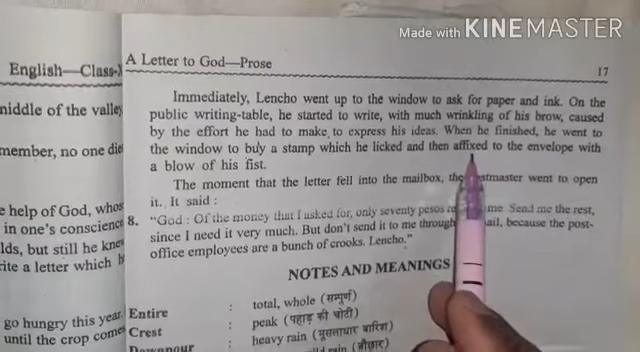 Made with KINEMASTER
English—Class-X
middle of the valley
member, no one die
e help of God, whos
in one's conscience
lds, but still he knew
rite a letter which h
go hungry this year.
until the crop comes
A Letter to God—Prose
17
Immediately, Lencho went up to the window to ask for paper and ink. On the
public writing-table, he started to write, with much wrinkling of his brow, caused
by the effort he had to make to express his ideas. When he finished, he went to
the window to buy a stamp which he licked and then affixed to the envelope with
a blow of his fist.
The moment that the letter fell into the mailbox, the postmaster went to open
it. It said :
8. "God : Of the money that I asked for, only seventy pesos me. Send me the rest,
since I need it very much. But don't send it to me through ail, because the post-
office employees are a bunch of crooks. Lencho."
NOTES AND MEANINGS
Entire : total, whole (सम्पूर्ण)
Crest : peak (पहाड़ की चोटी)
Downpour : heavy rain (मूसलाधार बारिश)
rain (बौछार)